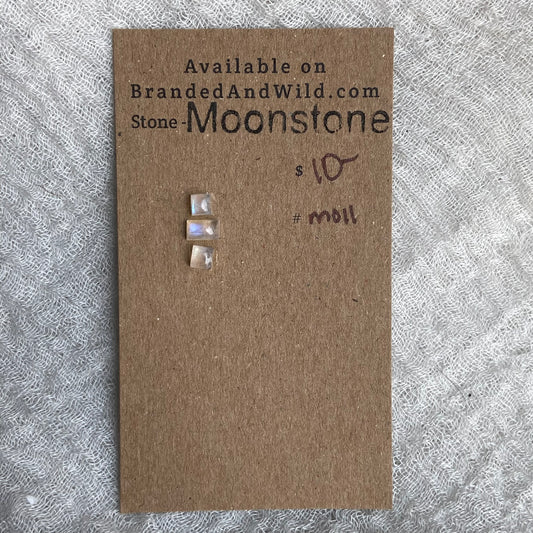 Available on
BrandedAndWild.com
Stone - Moonstone
$ 10-
# m011